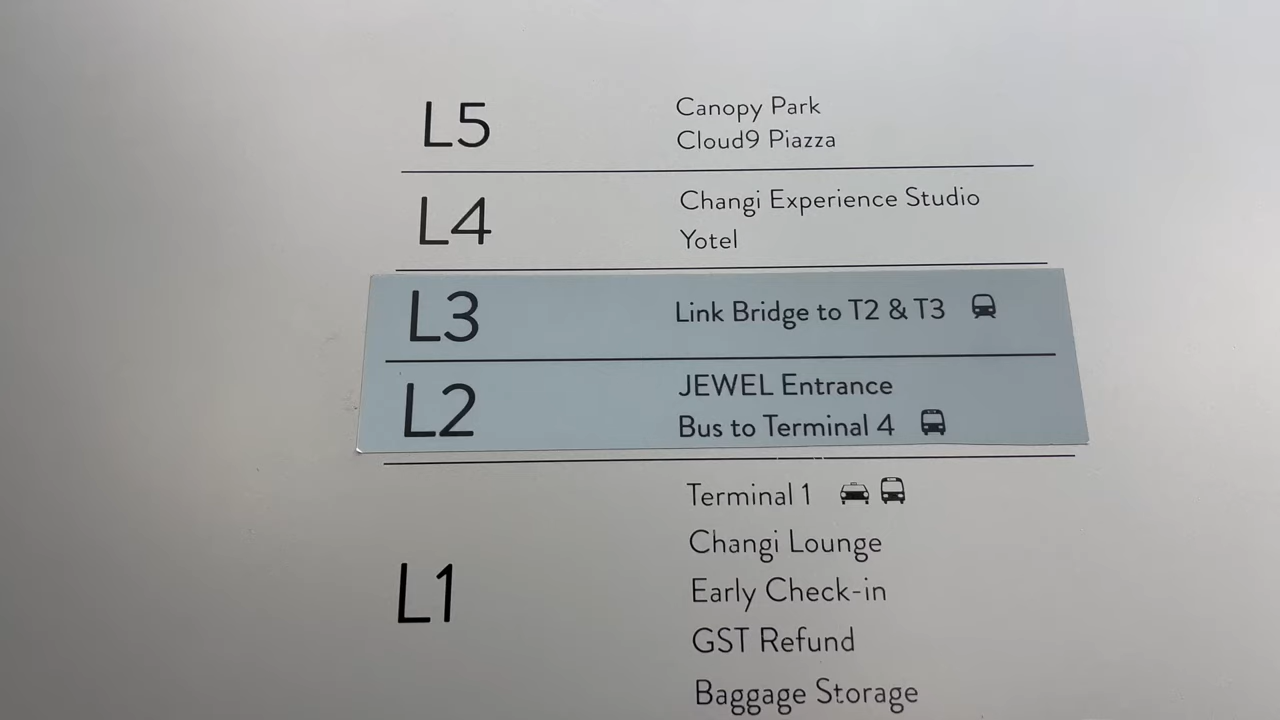 L5
Canopy Park
Cloud9 Piazza
L4
Changi Experience Studio
Yotel
L3
Link Bridge to T2 & T3
L2
JEWEL Entrance
Bus to Terminal 4
L1
Terminal 1
Changi Lounge
Early Check-in
GST Refund
Baggage Storage